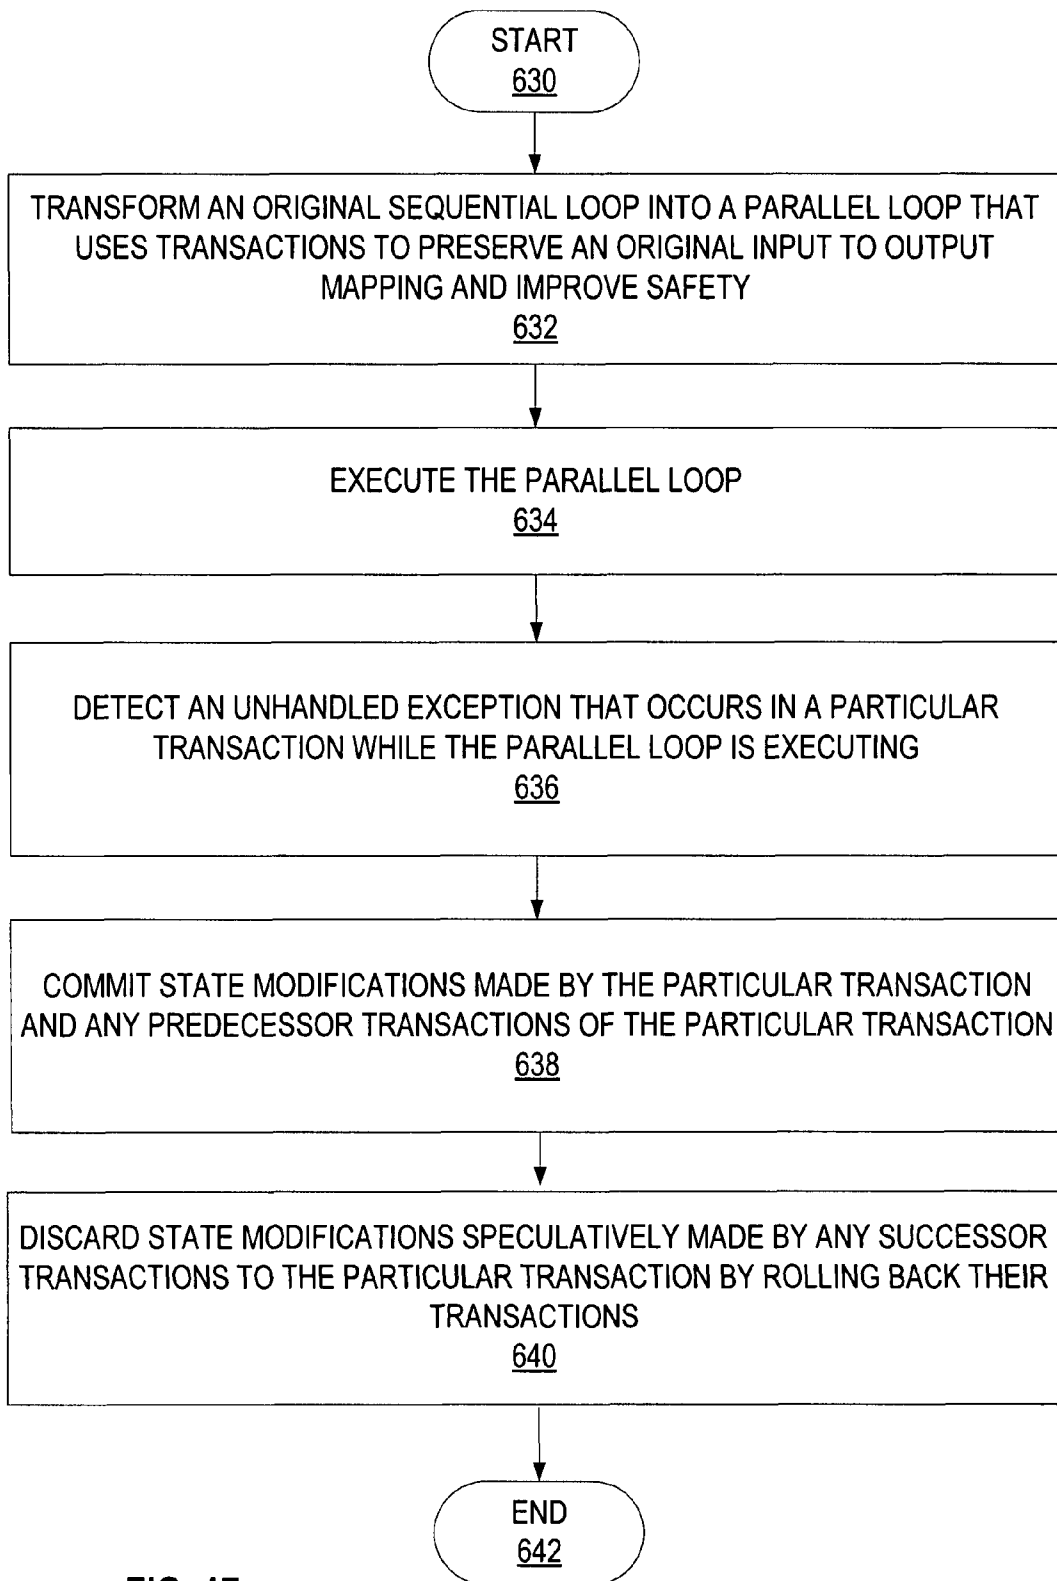 START
630
TRANSFORM AN ORIGINAL SEQUENTIAL LOOP INTO A PARALLEL LOOP THAT
USES TRANSACTIONS TO PRESERVE AN ORIGINAL INPUT TO OUTPUT
MAPPING AND IMPROVE SAFETY
632
EXECUTE THE PARALLEL LOOP
634
DETECT AN UNHANDLED EXCEPTION THAT OCCURS IN A PARTICULAR
TRANSACTION WHILE THE PARALLEL LOOP IS EXECUTING
636
COMMIT STATE MODIFICATIONS MADE BY THE PARTICULAR TRANSACTION
AND ANY PREDECESSOR TRANSACTIONS OF THE PARTICULAR TRANSACTION
638
DISCARD STATE MODIFICATIONS SPECULATIVELY MADE BY ANY SUCCESSOR
TRANSACTIONS TO THE PARTICULAR TRANSACTION BY ROLLING BACK THEIR
TRANSACTIONS
640
END
642